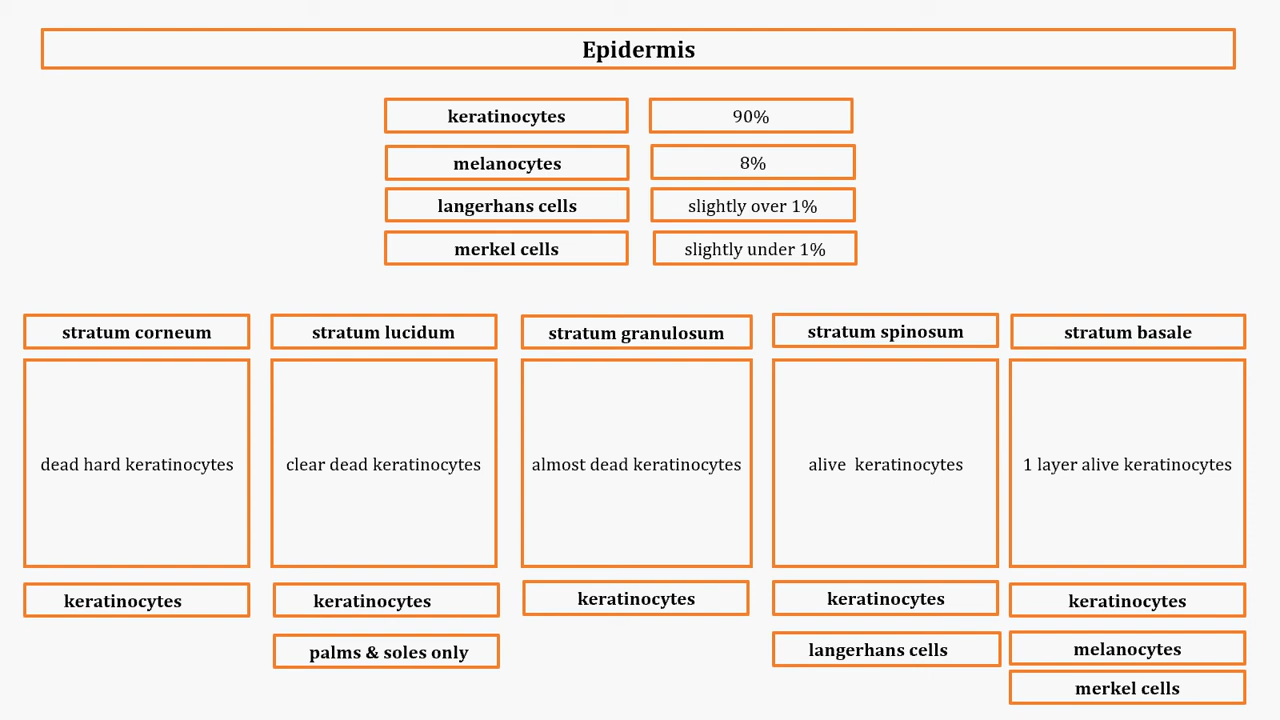 Epidermis
keratinocytes
90%
melanocytes
8%
langerhans cells
slightly over 1%
merkel cells
slightly under 1%
stratum corneum
stratum lucidum
stratum granulosum
stratum spinosum
stratum basale
dead hard keratinocytes
clear dead keratinocytes
almost dead keratinocytes
alive  keratinocytes
1 layer alive keratinocytes
keratinocytes
keratinocytes
keratinocytes
keratinocytes
keratinocytes
palms & soles only
langerhans cells
melanocytes
merkel cells